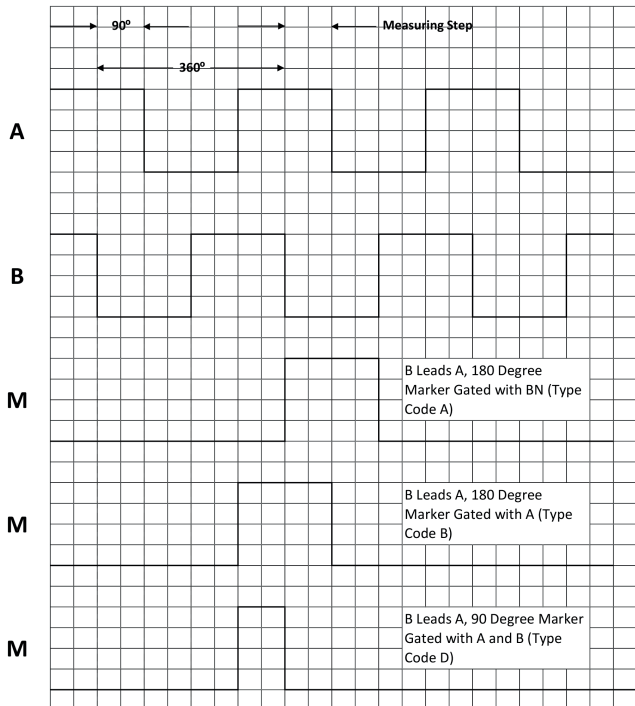 90º Measuring Step
360º
A
B
M
B Leads A, 180 Degree
Marker Gated with BN (Type
Code A)
M
B Leads A, 180 Degree
Marker Gated with A (Type
Code B)
M
B Leads A, 90 Degree Marker
Gated with A and B (Type
Code D)